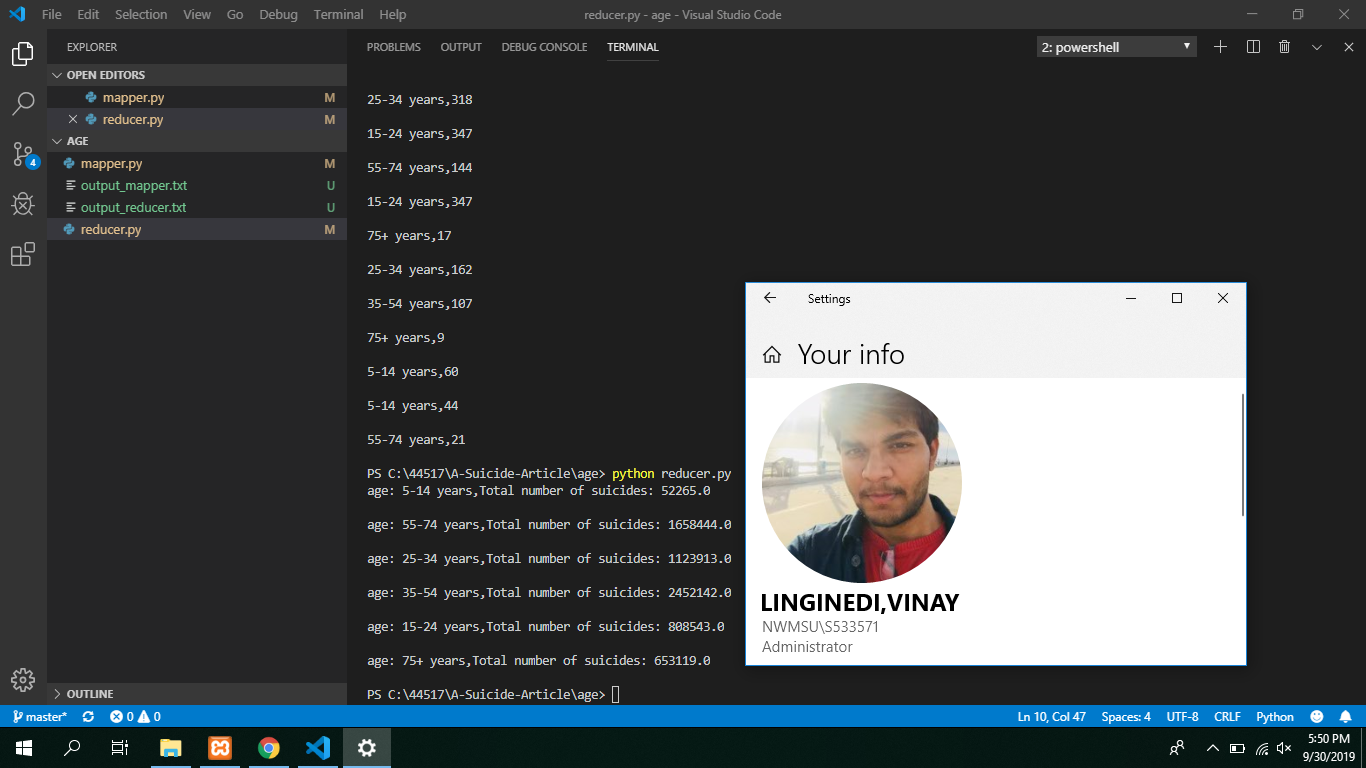 File Edit Selection View Go Debug Terminal Help
reducer.py - age - Visual Studio Code
EXPLORER
OPEN EDITORS
mapper.py M
reducer.py M
AGE
mapper.py M
output_mapper.txt U
output_reducer.txt U
reducer.py M
OUTLINE
4
PROBLEMS OUTPUT DEBUG CONSOLE TERMINAL
2: powershell
25-34 years,318
15-24 years,347
55-74 years,144
15-24 years,347
75+ years,17
25-34 years,162
35-54 years,107
75+ years,9
5-14 years,60
5-14 years,44
55-74 years,21
PS C:\44517\A-Suicide-Article\age> python reducer.py
age: 5-14 years,Total number of suicides: 52265.0
age: 55-74 years,Total number of suicides: 1658444.0
age: 25-34 years,Total number of suicides: 1123913.0
age: 35-54 years,Total number of suicides: 2452142.0
age: 15-24 years,Total number of suicides: 808543.0
age: 75+ years,Total number of suicides: 653119.0
PS C:\44517\A-Suicide-Article\age>
Settings
Your info
LINGINEDI,VINAY
NWMSU\S533571
Administrator
master* 0 0
Ln 10, Col 47 Spaces: 4 UTF-8 CRLF Python
5:50 PM
9/30/2019